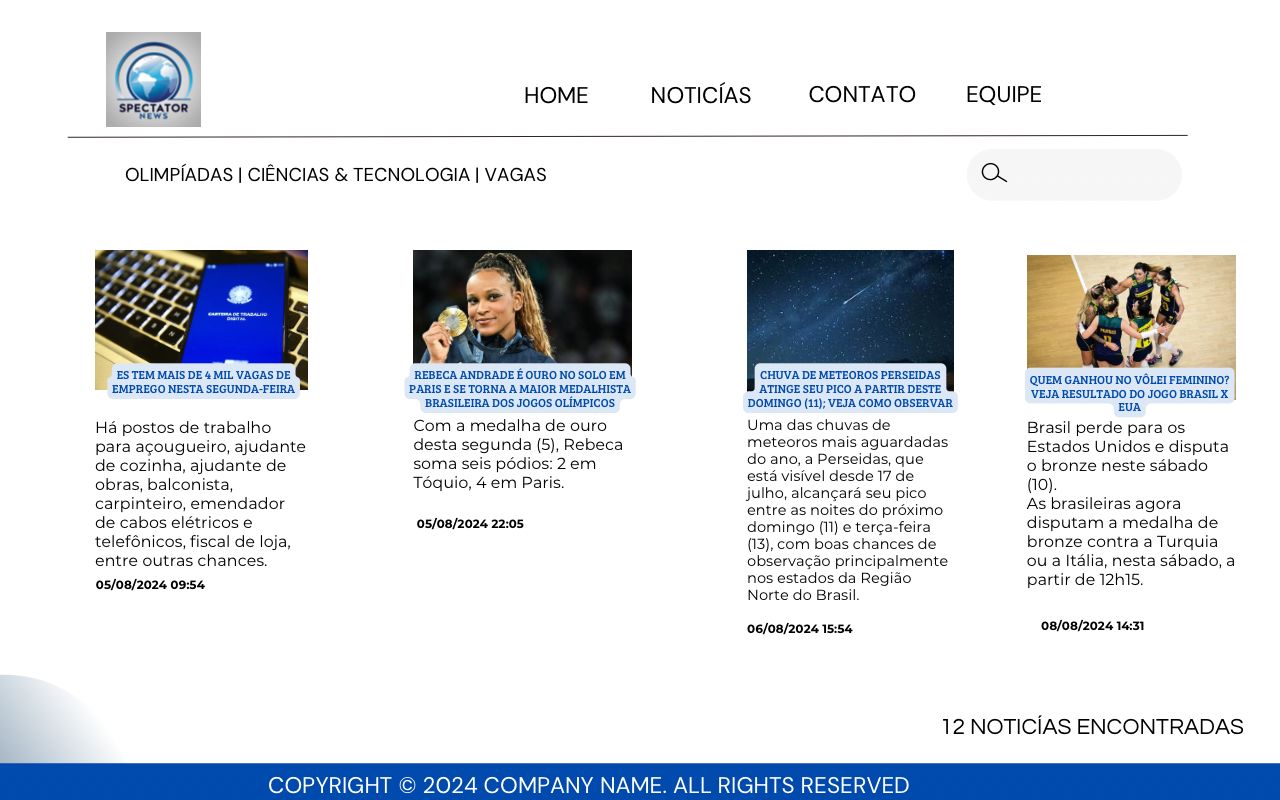 SPECTATOR
NEWS
HOME
NOTICÍAS
CONTATO
EQUIPE
OLIMPÍADAS | CIÊNCIAS & TECNOLOGIA | VAGAS
CARTEIRA DE TRABALHO
DIGITAL
ES TEM MAIS DE 4 MIL VAGAS DE
EMPREGO NESTA SEGUNDA-FEIRA
Há postos de trabalho
para açougueiro, ajudante
de cozinha, ajudante de
obras, balconista,
carpinteiro, emendador
de cabos elétricos e
telefônicos, fiscal de loja,
entre outras chances.
05/08/2024 09:54
REBECA ANDRADE É OURO NO SOLO EM
PARIS E SE TORNA A MAIOR MEDALHISTA
BRASILEIRA DOS JOGOS OLÍMPICOS
Com a medalha de ouro
desta segunda (5), Rebeca
soma seis pódios: 2 em
Tóquio, 4 em Paris.
05/08/2024 22:05
CHUVA DE METEOROS PERSEIDAS
ATINGE SEU PICO A PARTIR DESTE
DOMINGO (11); VEJA COMO OBSERVAR
Uma das chuvas de
meteoros mais aguardadas
do ano, a Perseidas, que
está visível desde 17 de
julho, alcançará seu pico
entre as noites do próximo
domingo (11) e terça-feira
(13), com boas chances de
observação principalmente
nos estados da Região
Norte do Brasil.
06/08/2024 15:54
QUEM GANHOU NO VÔLEI FEMININO?
VEJA RESULTADO DO JOGO BRASIL X
EUA
Brasil perde para os
Estados Unidos e disputa
o bronze neste sábado
(10).
As brasileiras agora
disputam a medalha de
bronze contra a Turquia
ou a Itália, nesta sábado, a
partir de 12h15.
08/08/2024 14:31
12 NOTICÍAS ENCONTRADAS
COPYRIGHT © 2024 COMPANY NAME. ALL RIGHTS RESERVED